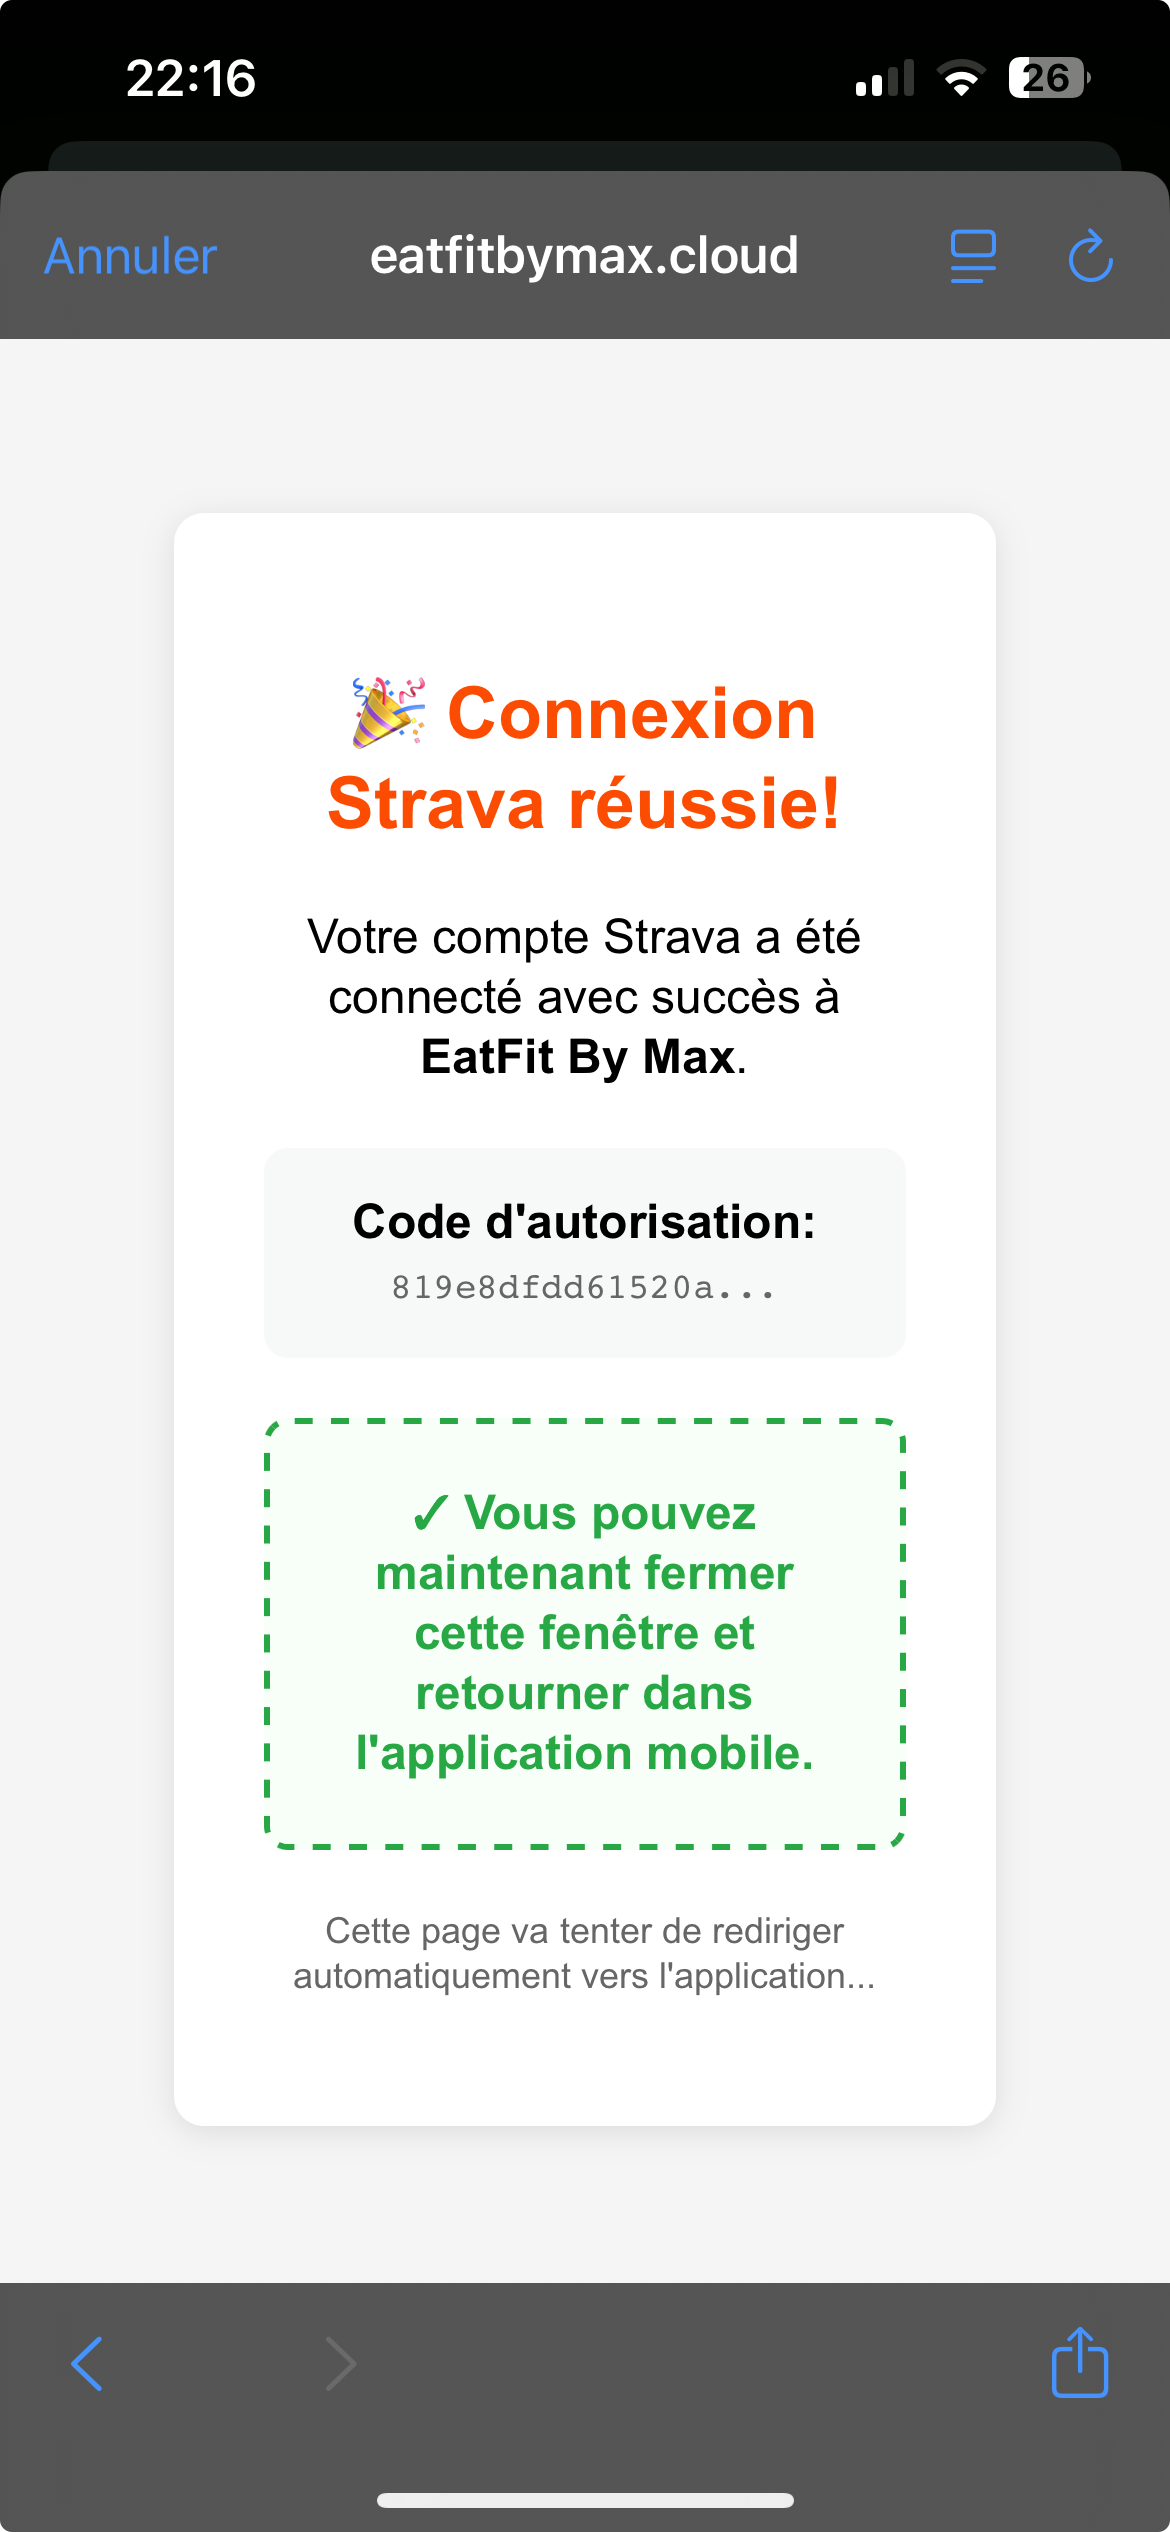 22:16
26
Annuler
eatfitbymax.cloud
🎉 Connexion
Strava réussie!
Votre compte Strava a été
connecté avec succès à
EatFit By Max.
Code d'autorisation:
819e8dfdd61520a...
✓ Vous pouvez
maintenant fermer
cette fenêtre et
retourner dans
l'application mobile.
Cette page va tenter de rediriger
automatiquement vers l'application...